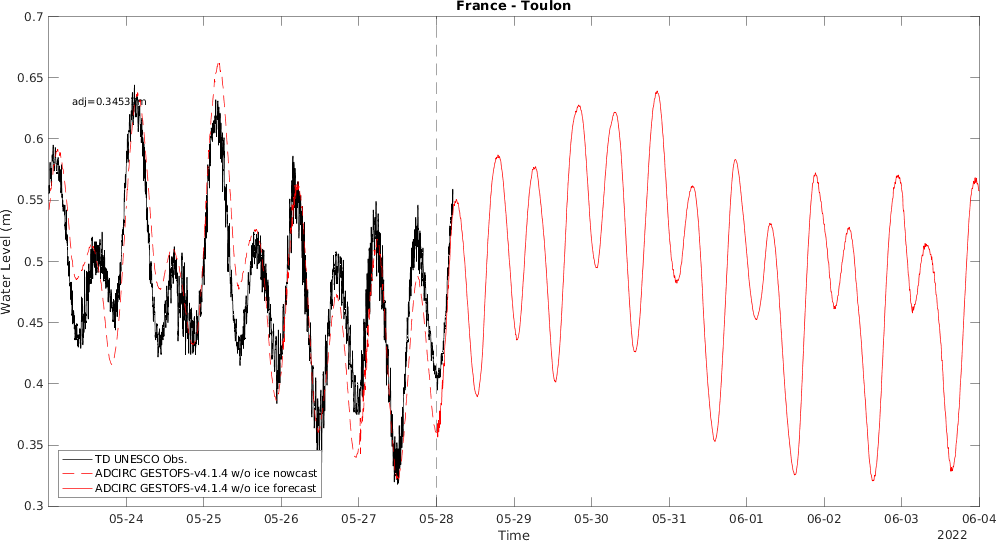 France - Toulon
0.7
0.65
0.6
0.55
0.5
0.45
0.4
0.35
0.3
Water Level (m)
TD UNESCO Obs.
ADCIRC GESTOFS-v4.1.4 w/o ice nowcast
ADCIRC GESTOFS-v4.1.4 w/o ice forecast
05-24 05-25 05-26 05-27 05-28 05-29 05-30 05-31 06-01 06-02 06-03 06-04
Time
2022